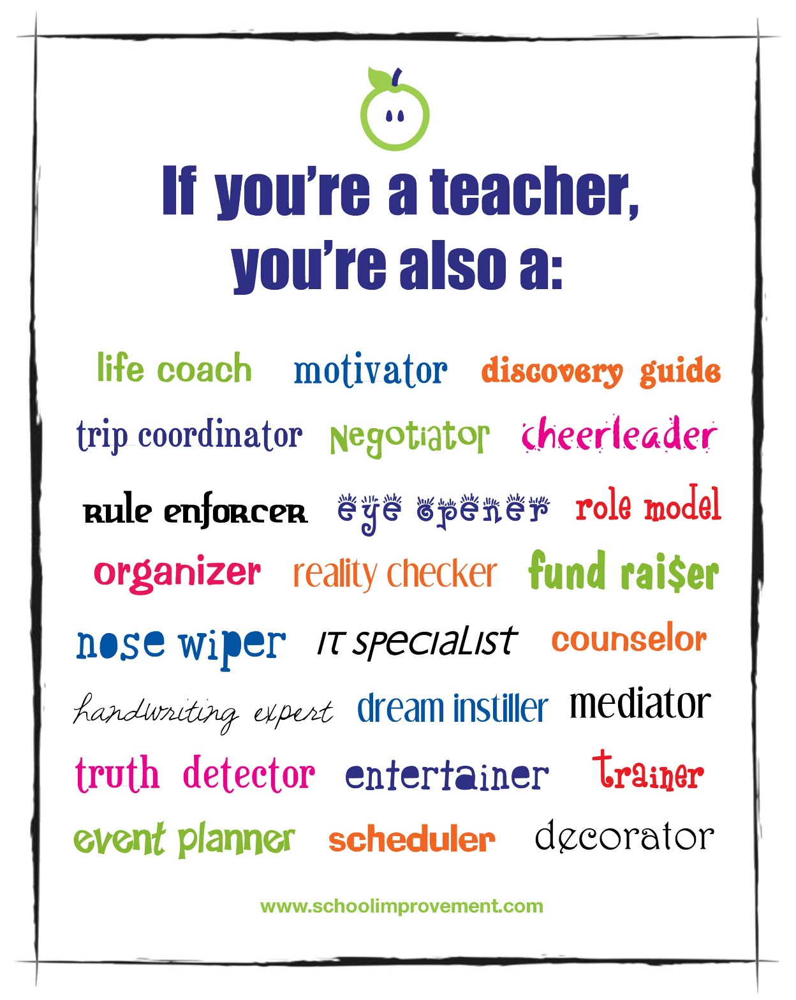 If you're a teacher,
you're also a:
life coach motivator discovery guide
trip coordinator Negotiator cheerleader
Rule enfoRceR eye opener role model
organizer reality checker fund rai$er
nose wiper IT SpeciaList counselor
handwriting expert dream instiller mediator
truth detector entertainer trainer
event planner scheduler decorator
www.schoolimprovement.com